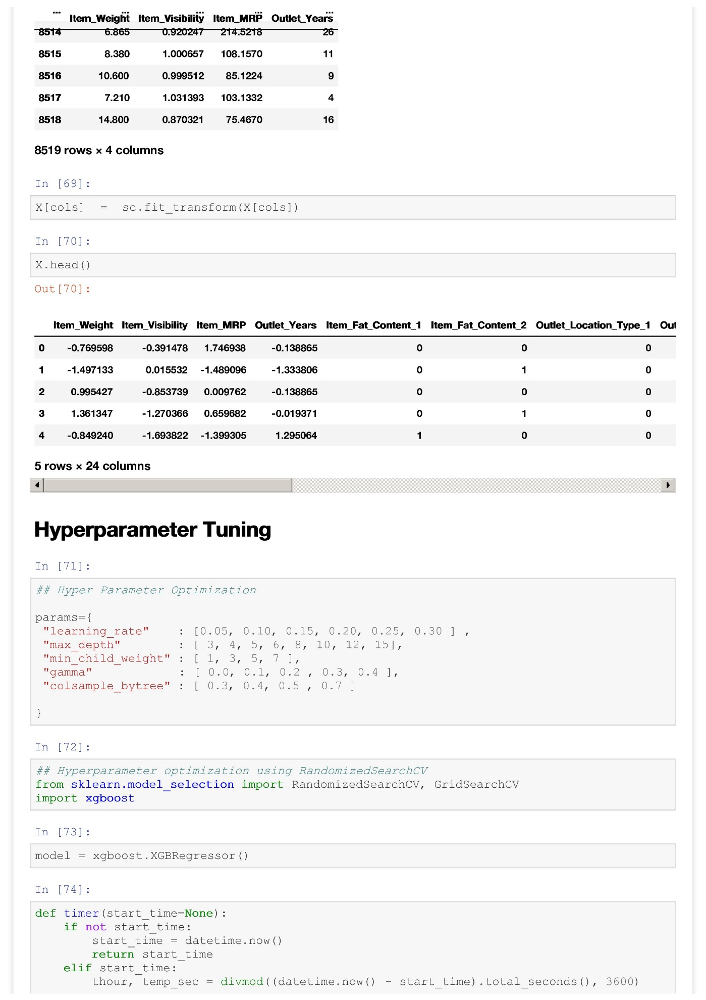 ... ... ... ... ...
Item_Weight Item_Visibility Item_MRP Outlet_Years
8514 6.865 0.920247 214.5218 26
8515 8.380 1.000657 108.1570 11
8516 10.600 0.999512 85.1224 9
8517 7.210 1.031393 103.1332 4
8518 14.800 0.870321 75.4670 16
8519 rows × 4 columns
In [69]:
X[cols] = sc.fit_transform(X[cols])
In [70]:
X.head()
Out[70]:
Item_Weight Item_Visibility Item_MRP Outlet_Years Item_Fat_Content_1 Item_Fat_Content_2 Outlet_Location_Type_1 Out
0 -0.769598 -0.391478 1.746938 -0.138865 0 0 0
1 -1.497133 0.015532 -1.489096 -1.333806 0 1 0
2 0.995427 -0.853739 0.009762 -0.138865 0 0 0
3 1.361347 -1.270366 0.659682 -0.019371 0 1 0
4 -0.849240 -1.693822 -1.399305 1.295064 1 0 0
5 rows × 24 columns
Hyperparameter Tuning
In [71]:
## Hyper Parameter Optimization
params={
 "learning_rate"    : [0.05, 0.10, 0.15, 0.20, 0.25, 0.30 ] ,
 "max_depth"        : [ 3, 4, 5, 6, 8, 10, 12, 15],
 "min_child_weight" : [ 1, 3, 5, 7 ],
 "gamma"            : [ 0.0, 0.1, 0.2 , 0.3, 0.4 ],
 "colsample_bytree" : [ 0.3, 0.4, 0.5 , 0.7 ]
}
In [72]:
## Hyperparameter optimization using RandomizedSearchCV
from sklearn.model_selection import RandomizedSearchCV, GridSearchCV
import xgboost
In [73]:
model = xgboost.XGBRegressor()
In [74]:
def timer(start_time=None):
    if not start_time:
        start_time = datetime.now()
        return start_time
    elif start_time:
        thour, temp_sec = divmod((datetime.now() - start_time).total_seconds(), 3600)